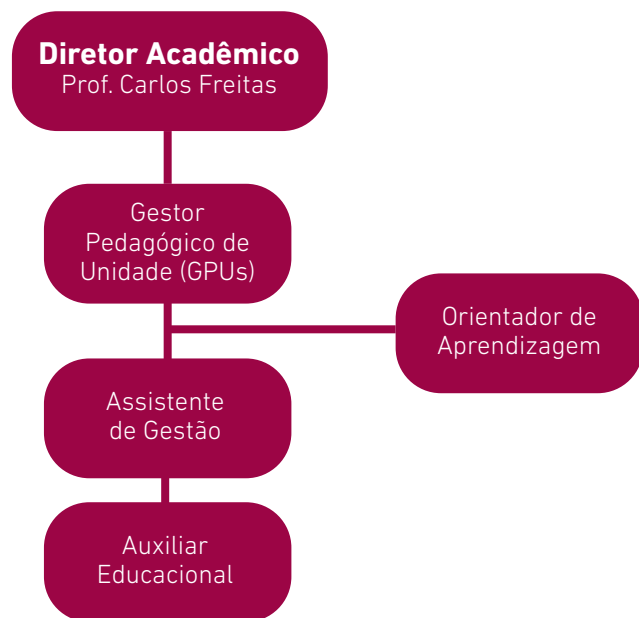 Diretor Acadêmico
Prof. Carlos Freitas
Gestor
Pedagógico de
Unidade (GPUs)
Orientador de
Aprendizagem
Assistente
de Gestão
Auxiliar
Educacional